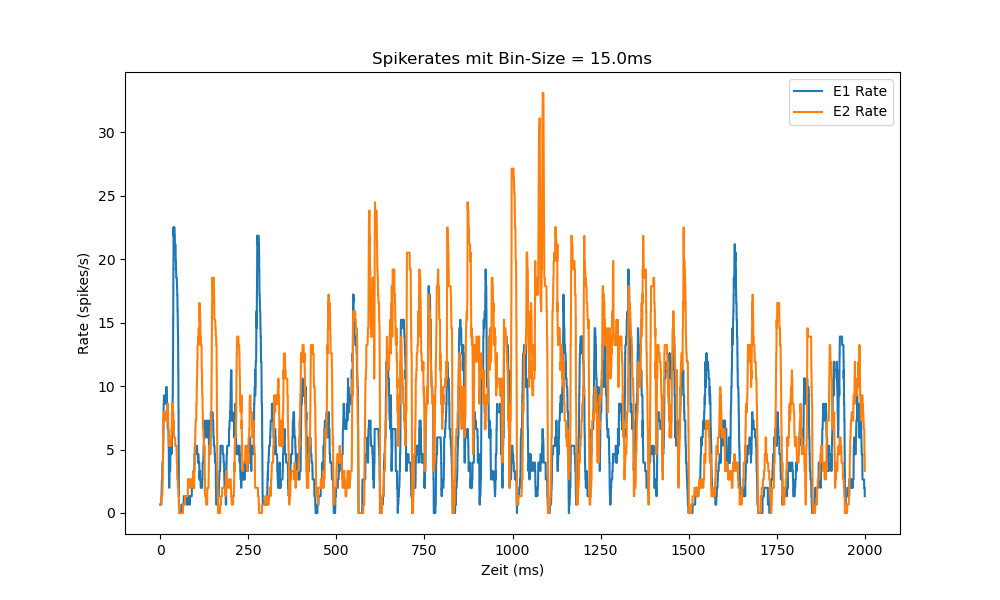 Spikerates mit Bin-Size = 15.0ms
E1 Rate
E2 Rate
Rate (spikes/s)
30
25
20
15
10
5
0
0 250 500 750 1000 1250 1500 1750 2000
Zeit (ms)